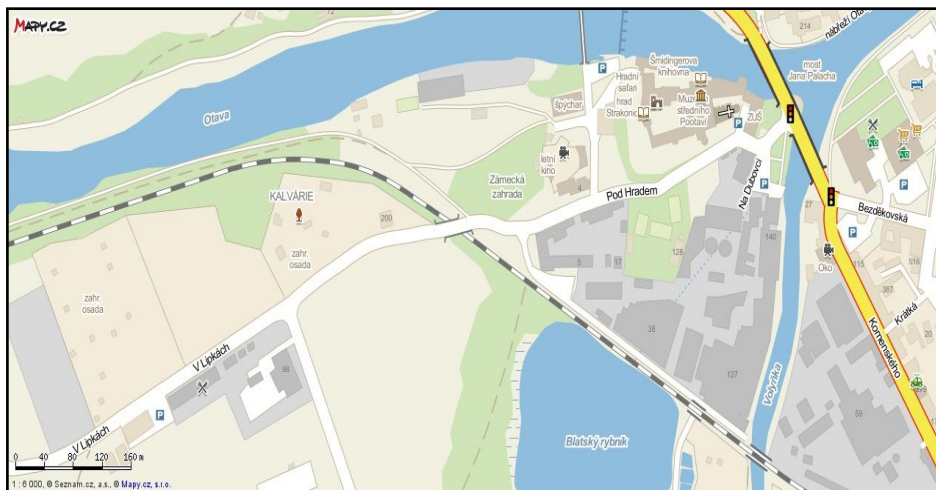 MAPY.CZ
214
nábřeží Otavy
most
Jana Palacha
Šmidingerova
knihovna
Hradní
safari
hrad
Strakonice
Muzeum
středního
Pootaví
ZUŠ
špýchar
letní
kino
4
Otava
Zámecká
zahrada
Pod Hradem
Na Dubovci
Bezděkovská
27
KALVÁRIE
200
zahr.
osada
zahr.
osada
5
17
128
140
Oko
115
516
387
Krátká
20
38
98
127
59
V Lipkách
V Lipkách
Volyňka
Komenského
Blatský rybník
0 40 80 120 160 m
1 : 6 000, © Seznam.cz, a.s., © Mapy.cz, s.r.o.